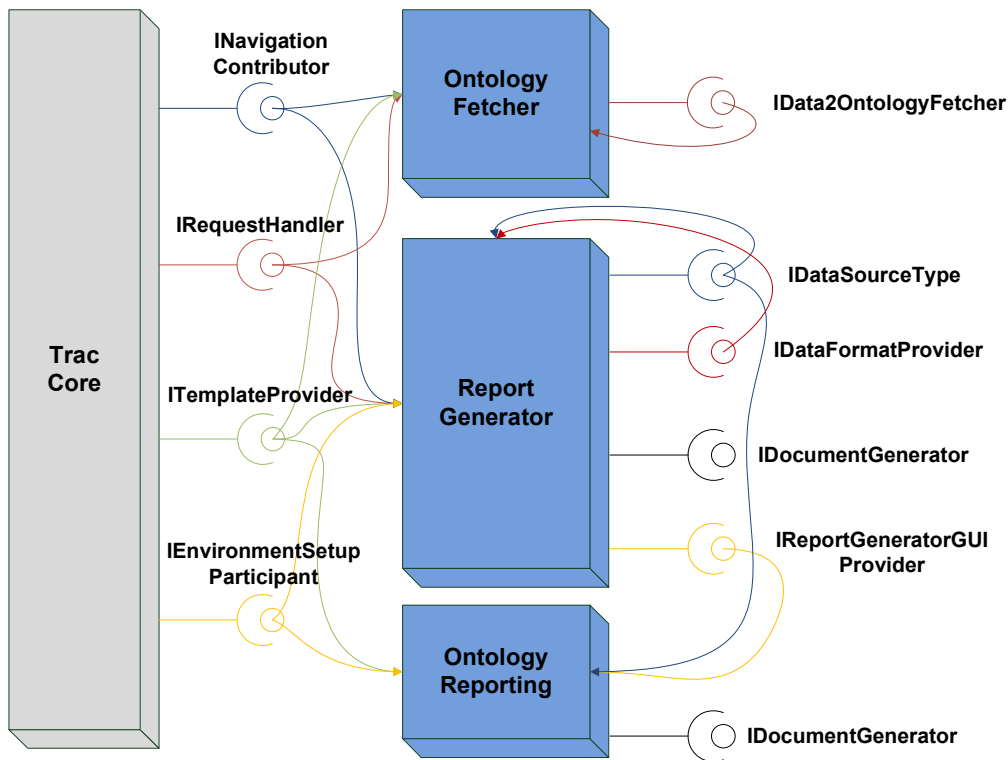 INavigation
Contributor
Ontology
Fetcher
IData2OntologyFetcher
IRequestHandler
IDataSourceType
Trac
Core
IDataFormatProvider
ITemplateProvider
Report
Generator
IDocumentGenerator
IEnvironmentSetup
Participant
IReportGeneratorGUI
Provider
Ontology
Reporting
IDocumentGenerator